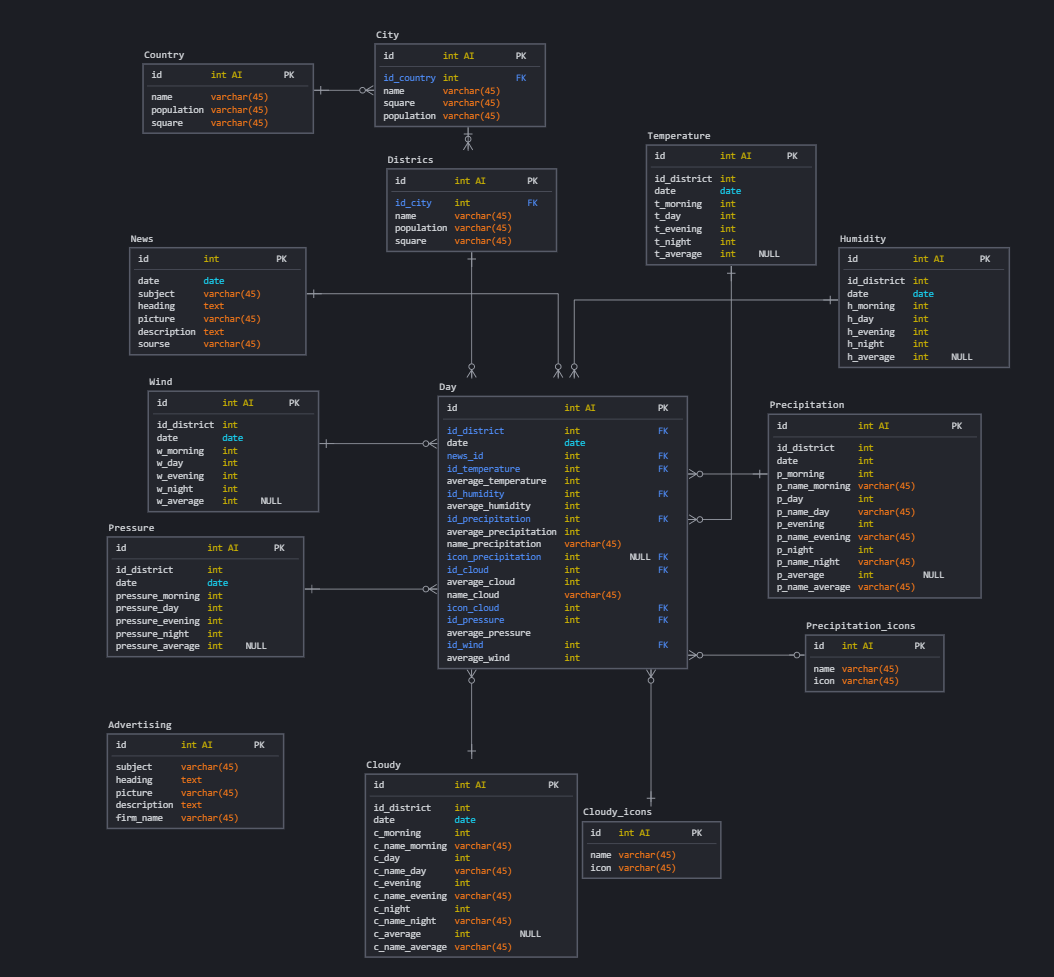 City
id int AI PK
id_country int FK
name varchar(45)
square varchar(45)
population varchar(45)
Country
id int AI PK
name varchar(45)
population varchar(45)
square varchar(45)
Temperature
id int AI PK
id_district int
date date
t_morning int
t_day int
t_evening int
t_night int
t_average int NULL
Districs
id int AI PK
id_city int FK
name varchar(45)
population varchar(45)
square varchar(45)
News
id int PK
date date
subject varchar(45)
heading text
picture varchar(45)
description text
sourse varchar(45)
Humidity
id int AI PK
id_district int
date date
h_morning int
h_day int
h_evening int
h_night int
h_average int NULL
Wind
id int AI PK
id_district int
date date
w_morning int
w_day int
w_evening int
w_night int
w_average int NULL
Day
id int AI PK
id_district int FK
date date
news_id int FK
id_temperature int FK
average_temperature int
id_humidity int FK
average_humidity int
id_precipitation int FK
average_precipitation int
name_precipitation varchar(45)
icon_precipitation int NULL FK
id_cloud int FK
average_cloud int
name_cloud varchar(45)
icon_cloud int FK
id_pressure int FK
average_pressure
id_wind int FK
average_wind int
Precipitation
id int AI PK
id_district int
date int
p_morning int
p_name_morning varchar(45)
p_day int
p_name_day varchar(45)
p_evening int
p_name_evening varchar(45)
p_night int
p_name_night varchar(45)
p_average int NULL
p_name_average varchar(45)
Pressure
id int AI PK
id_district int
date date
pressure_morning int
pressure_day int
pressure_evening int
pressure_night int
pressure_average int NULL
Precipitation_icons
id int AI PK
name varchar(45)
icon varchar(45)
Advertising
id int AI PK
subject varchar(45)
heading text
picture varchar(45)
description text
firm_name varchar(45)
Cloudy
id int AI PK
id_district int
date date
c_morning int
c_name_morning varchar(45)
c_day int
c_name_day varchar(45)
c_evening int
c_name_evening varchar(45)
c_night int
c_name_night varchar(45)
c_average int NULL
c_name_average varchar(45)
Cloudy_icons
id int AI PK
name varchar(45)
icon varchar(45)